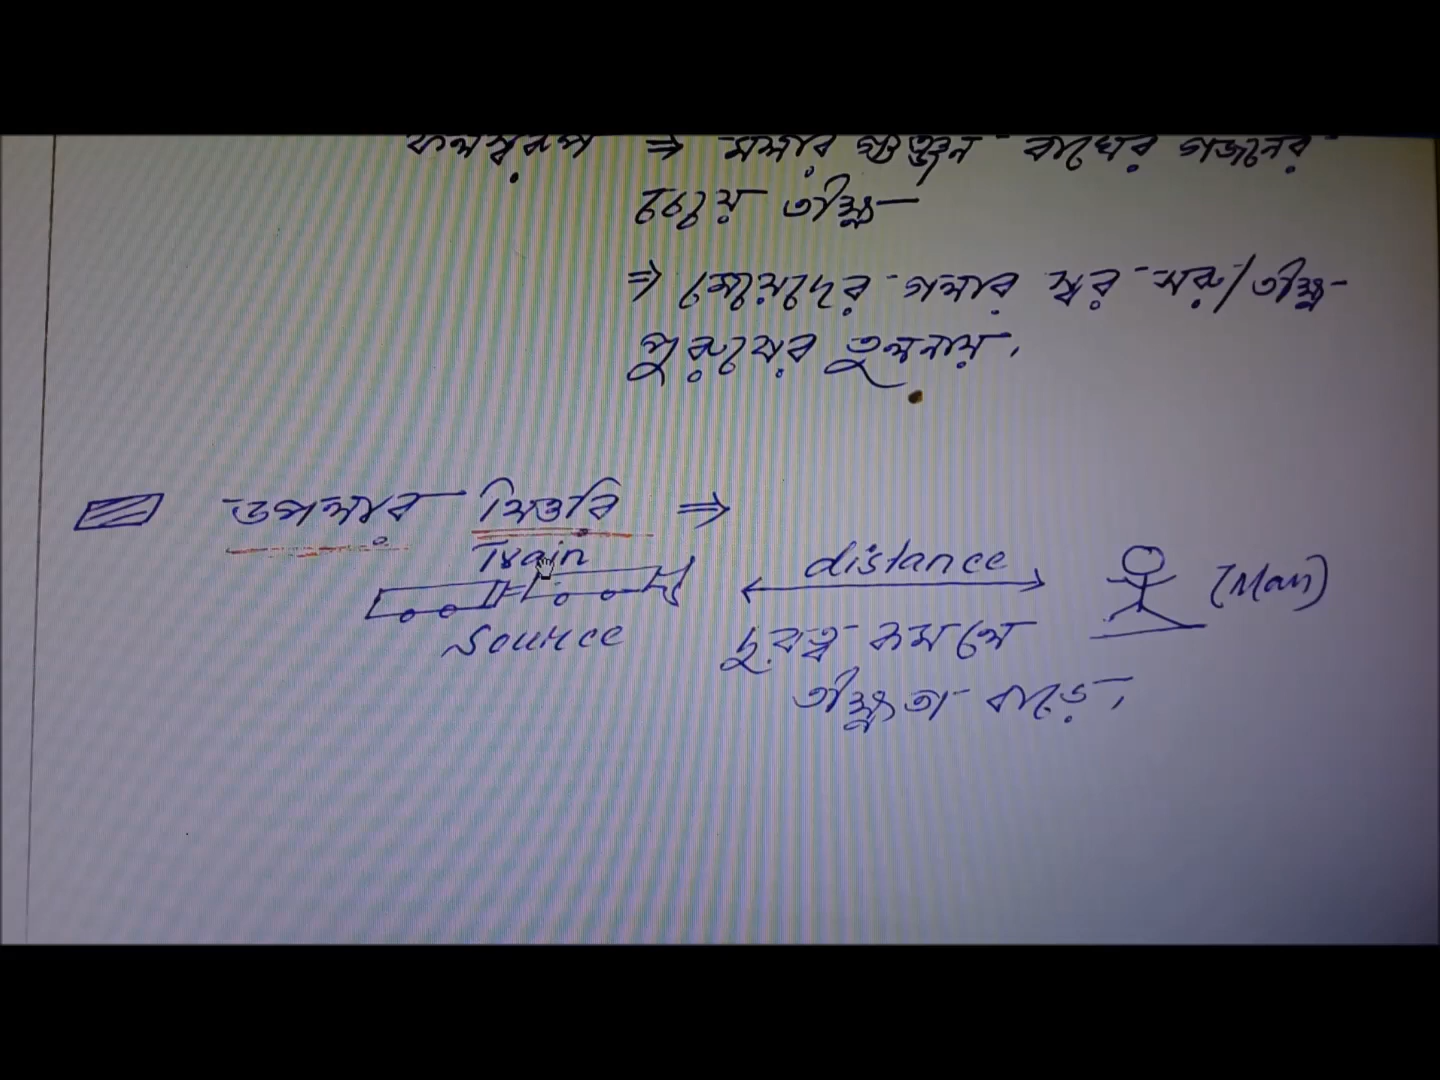 ফলস্বরূপ ⇒ মশার গুঞ্জন বাঘের গর্জনের
চেয়ে তীক্ষ্ণ
⇒ মেয়েদের গলার স্বর সরু/তীক্ষ্ণ
পুরুষের তুলনায়,
ডপলার থিওরি ⇒
Train
distance
(Man)
Source
দুরত্ব কমলে
তীক্ষ্ণতা বাড়ে,